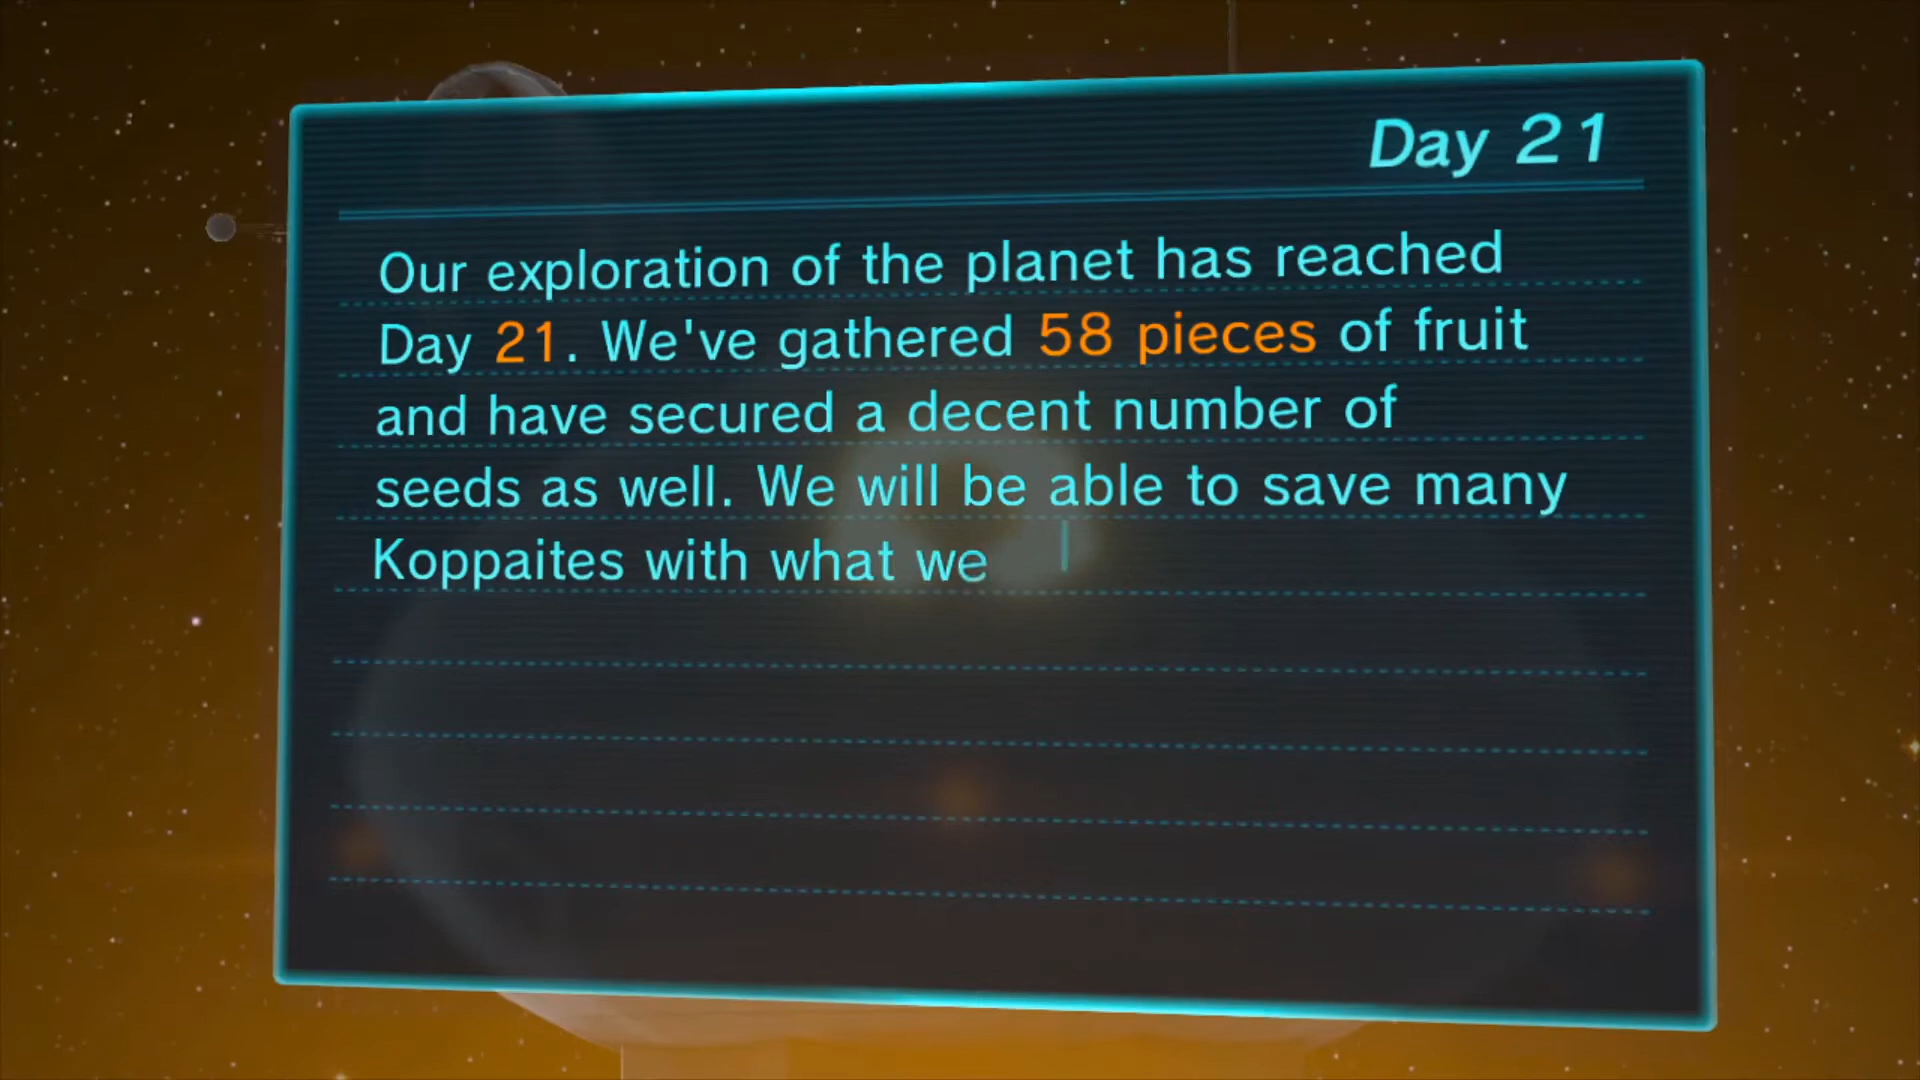 Day 21
Our exploration of the planet has reached
Day 21. We've gathered 58 pieces of fruit
and have secured a decent number of
seeds as well. We will be able to save many
Koppaites with what we